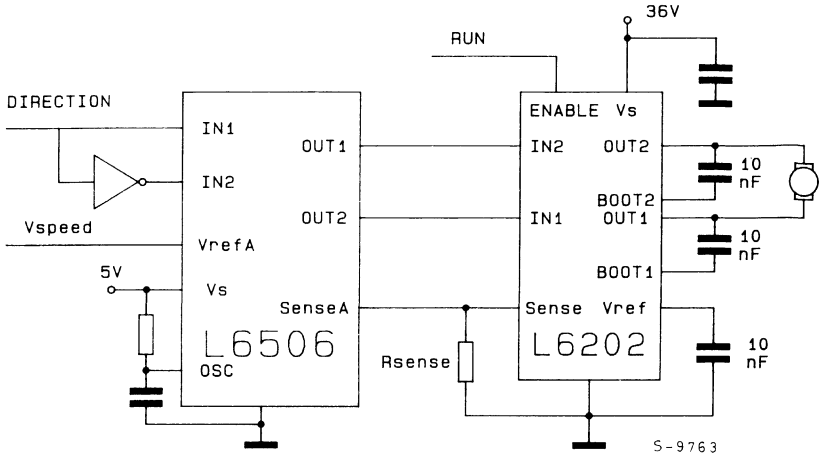 36V
RUN
DIRECTION
ENABLE Vs
IN1
OUT1
IN2
OUT2
10
nF
IN2
BOOT2
Vspeed
OUT2
IN1
OUT1
VrefA
10
nF
5V
BOOT1
Vs
SenseA
Sense
Vref
L6506
L6202
10
nF
OSC
Rsense
S-9763